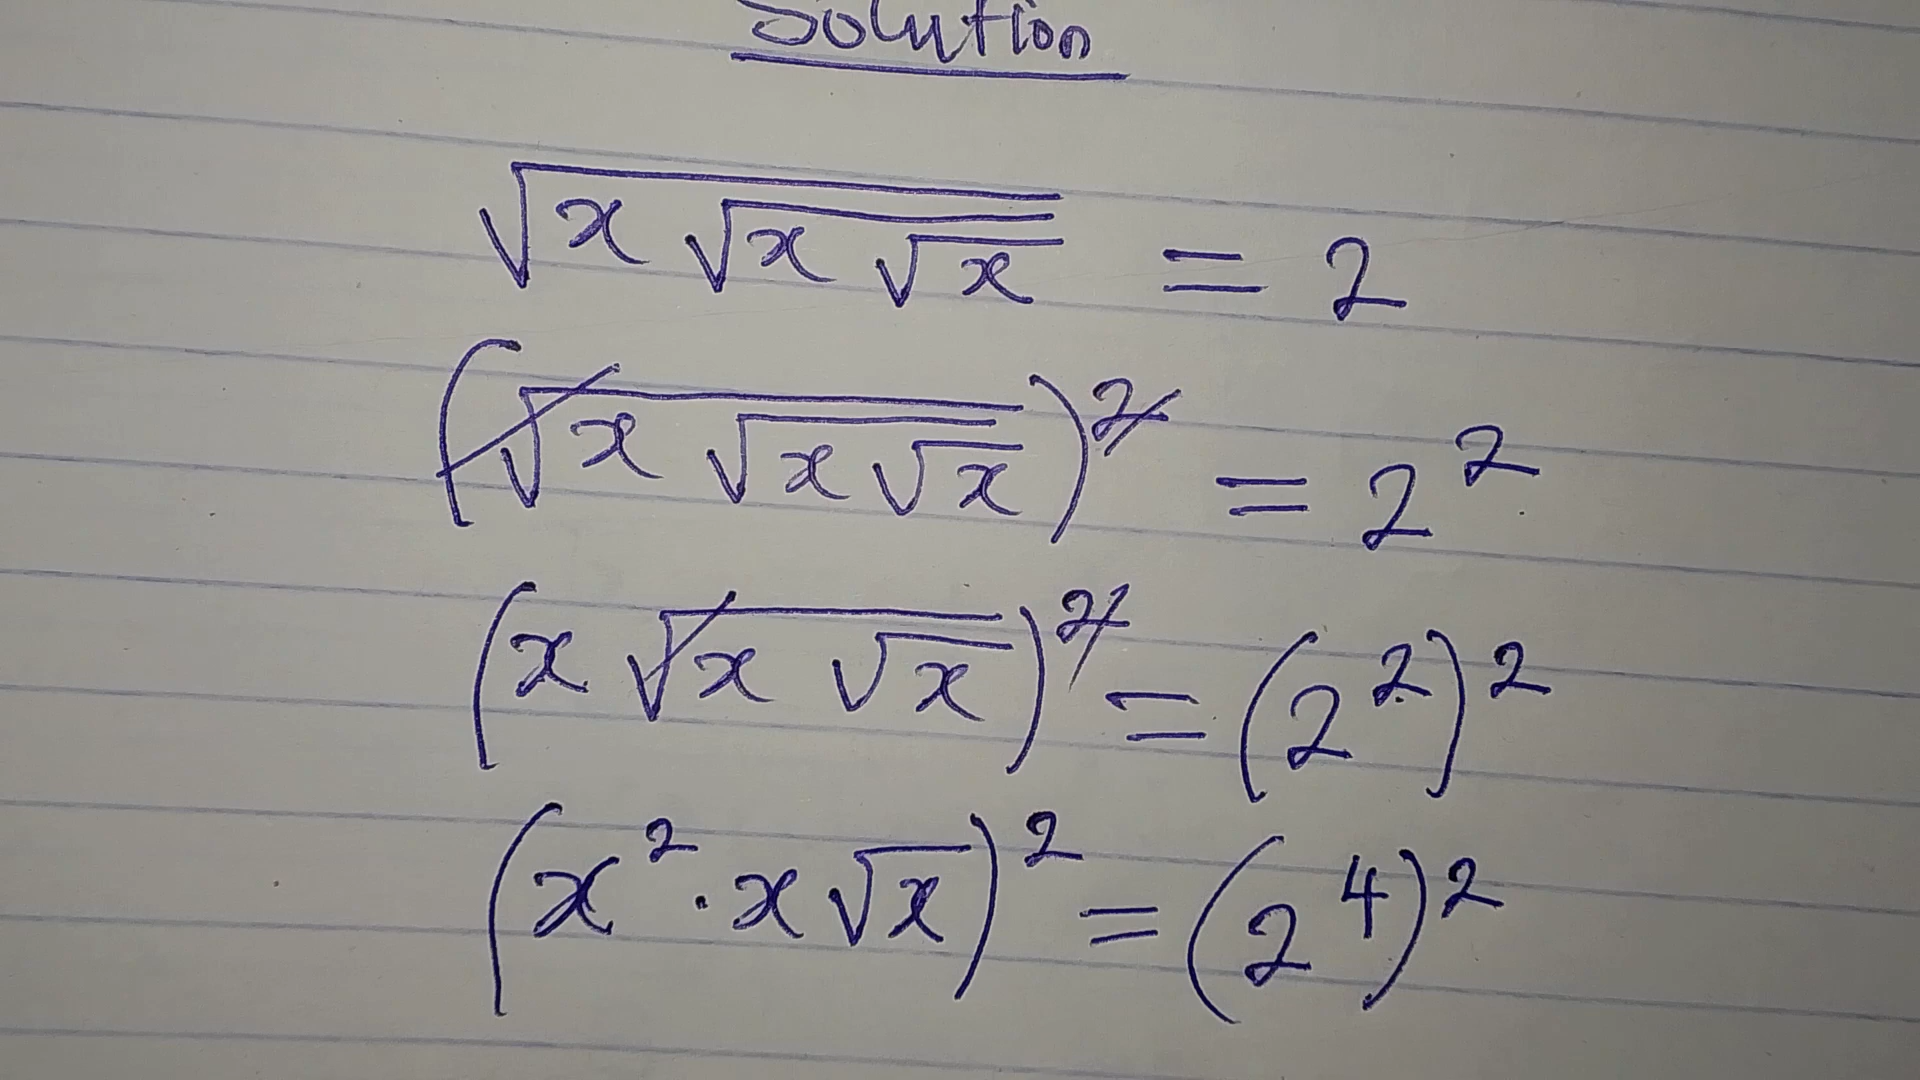 Solution
√(x√(x√x)) = 2
(√(x√(x√x)))² = 2²
(x√(x√x))² = (2²)²
(x² · x√x)² = (2⁴)²